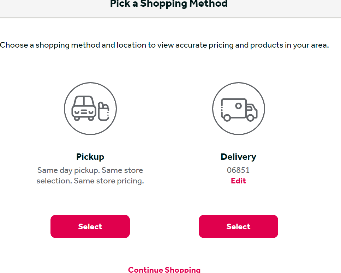 Pick a Shopping Method
Choose a shopping method and location to view accurate pricing and products in your area.
Pickup
Same day pickup. Same store
selection. Same store pricing.
Select
Delivery
06851
Edit
Select
Continue Shopping